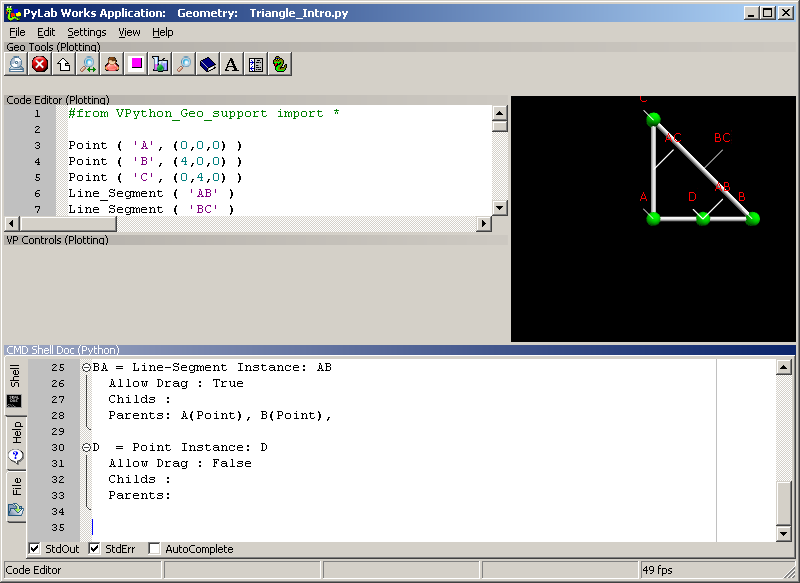 PyLab Works Application:   Geometry:   Triangle_Intro.py
File Edit Settings View Help
Geo Tools (Plotting)
A
Code Editor (Plotting)
1 #from VPython_Geo_support import *
2
3 Point ( 'A', (0,0,0) )
4 Point ( 'B', (4,0,0) )
5 Point ( 'C', (0,4,0) )
6 Line_Segment ( 'AB' )
7 Line_Segment ( 'BC' )
VP Controls (Plotting)
C
AC BC
AB
A D B
CMD Shell Doc (Python)
Shell
Help
File
25 BA = Line-Segment Instance: AB
26 Allow Drag : True
27 Childs :
28 Parents: A(Point), B(Point),
29
30 D  = Point Instance: D
31 Allow Drag : False
32 Childs :
33 Parents:
34
35
StdOut StdErr AutoComplete
Code Editor 49 fps